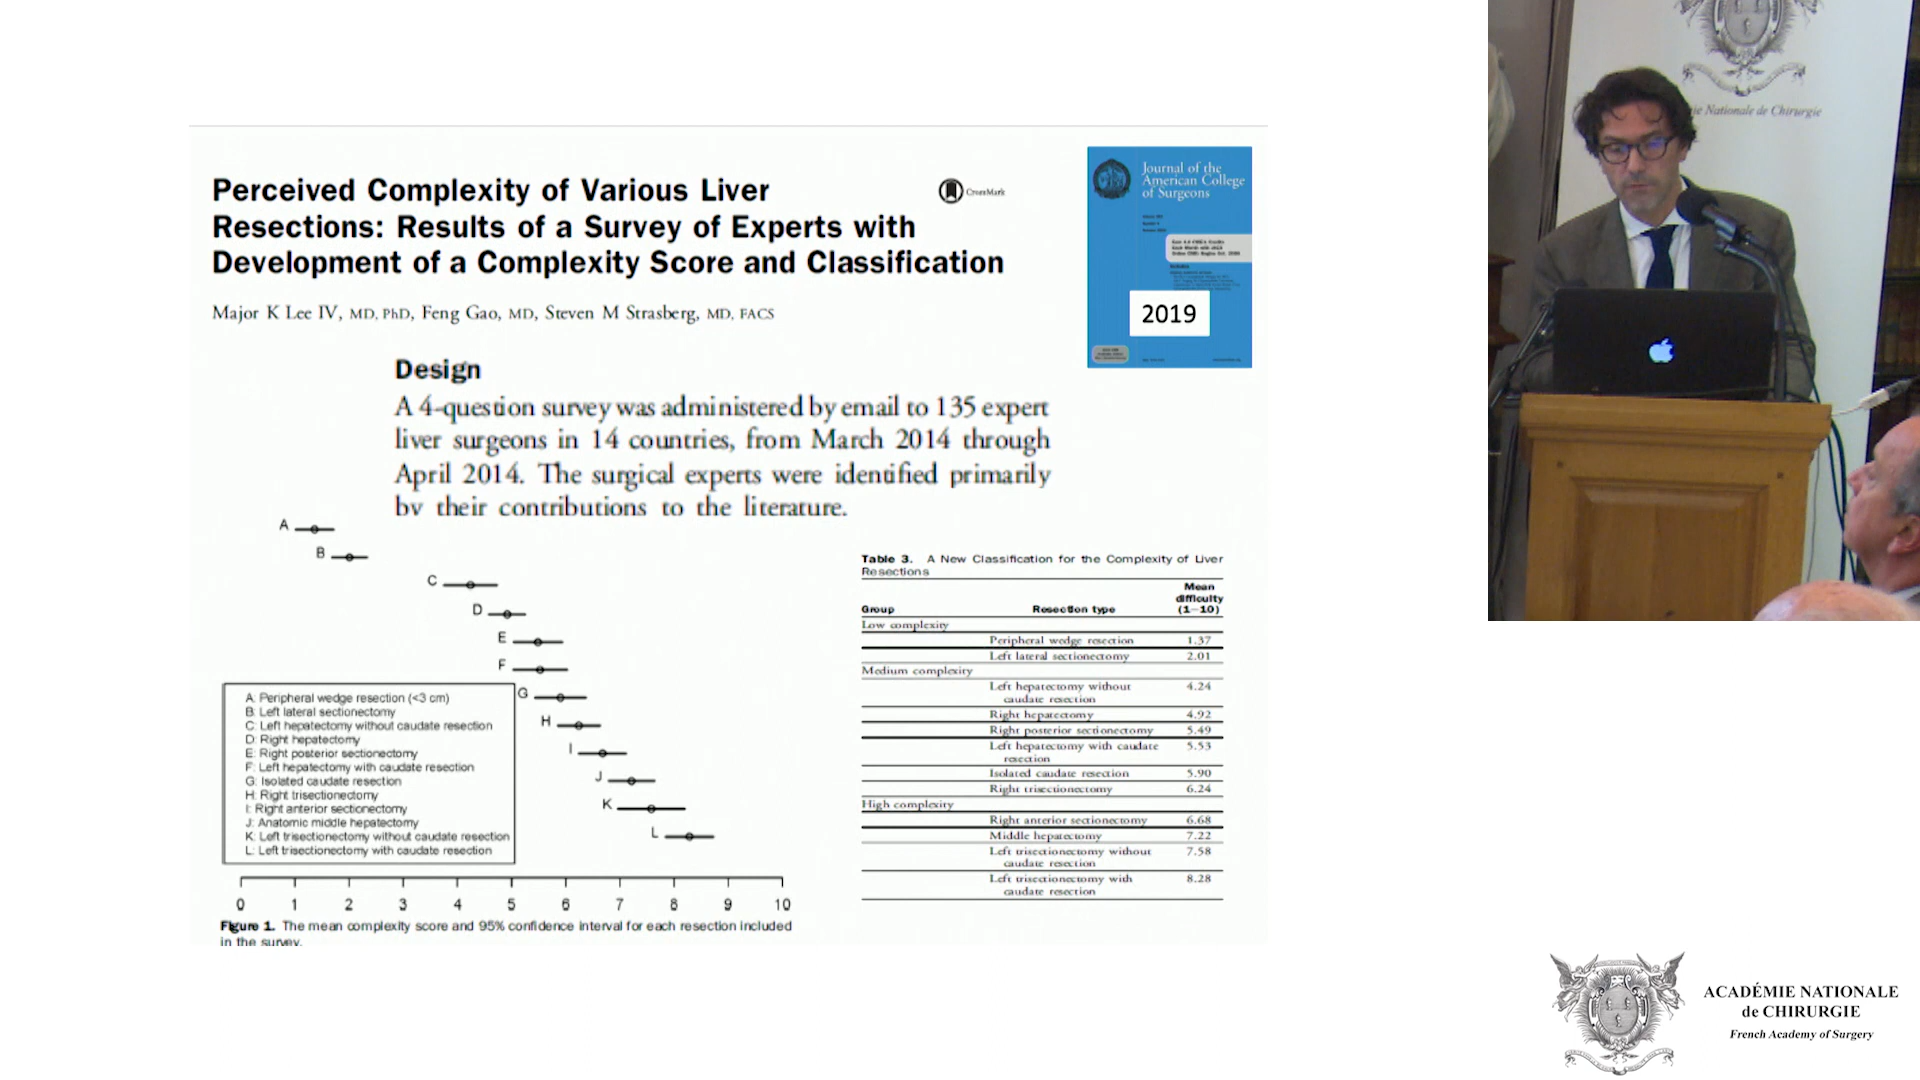 Perceived Complexity of Various Liver
Resections: Results of a Survey of Experts with
Development of a Complexity Score and Classification
CrossMark
Major K Lee IV, MD, PhD, Feng Gao, MD, Steven M Strasberg, MD, FACS
Journal of the
American College
of Surgeons
2019
Design
A 4-question survey was administered by email to 135 expert
liver surgeons in 14 countries, from March 2014 through
April 2014. The surgical experts were identified primarily
by their contributions to the literature.
A
B
C
D
E
F
G
H
I
J
K
L
A: Peripheral wedge resection (<3 cm)
B: Left lateral sectionectomy
C: Left hepatectomy without caudate resection
D: Right hepatectomy
E: Right posterior sectionectomy
F: Left hepatectomy with caudate resection
G: Isolated caudate resection
H: Right trisectionectomy
I: Right anterior sectionectomy
J: Anatomic middle hepatectomy
K: Left trisectionectomy without caudate resection
L: Left trisectionectomy with caudate resection
0 1 2 3 4 5 6 7 8 9 10
Figure 1. The mean complexity score and 95% confidence interval for each resection included
in the survey.
Table 3. A New Classification for the Complexity of Liver
Resections
Mean
difficulty
Group Resection type (1–10)
Low complexity
Peripheral wedge resection 1.37
Left lateral sectionectomy 2.01
Medium complexity
Left hepatectomy without 4.24
caudate resection
Right hepatectomy 4.92
Right posterior sectionectomy 5.49
Left hepatectomy with caudate 5.53
resection
Isolated caudate resection 5.90
Right trisectionectomy 6.24
High complexity
Right anterior sectionectomy 6.68
Middle hepatectomy 7.22
Left trisectionectomy without 7.58
caudate resection
Left trisectionectomy with 8.28
caudate resection
Nationale de Chirurgie
ACADÉMIE NATIONALE
de CHIRURGIE
French Academy of Surgery